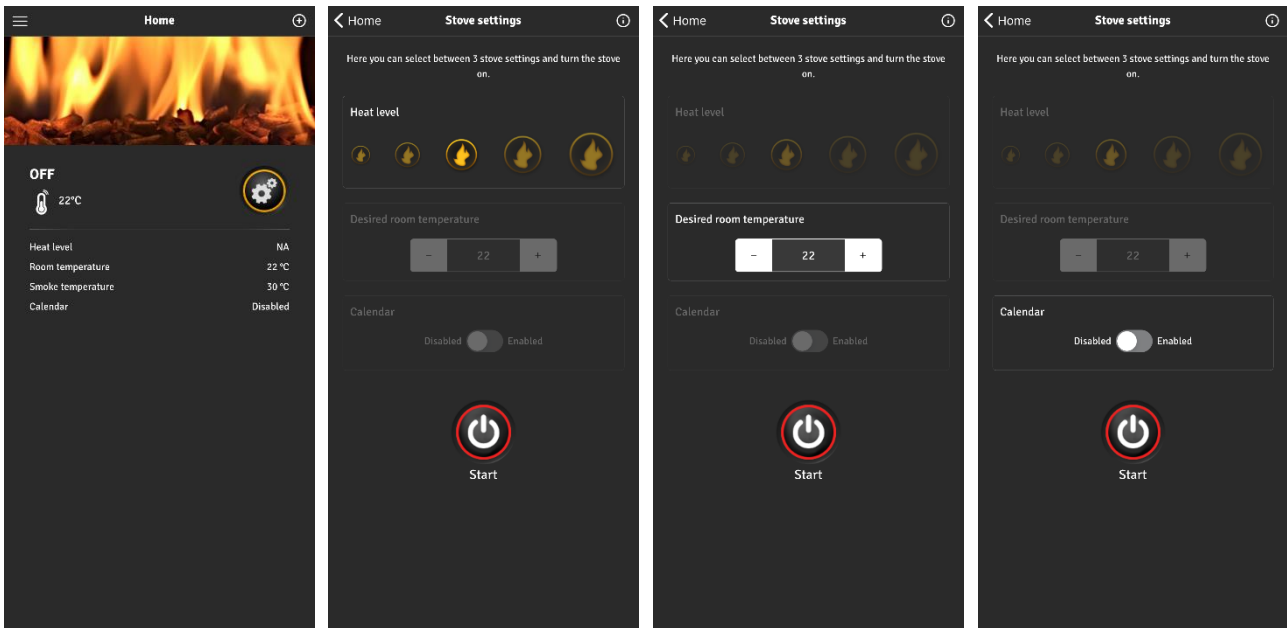 Home
OFF
22°C
Heat level NA
Room temperature 22 °C
Smoke temperature 30 °C
Calendar Disabled
Home Stove settings
Here you can select between 3 stove settings and turn the stove
on.
Heat level
Desired room temperature
- 22 +
Calendar
Disabled Enabled
Start
Home Stove settings
Here you can select between 3 stove settings and turn the stove
on.
Heat level
Desired room temperature
- 22 +
Calendar
Disabled Enabled
Start
Home Stove settings
Here you can select between 3 stove settings and turn the stove
on.
Heat level
Desired room temperature
- 22 +
Calendar
Disabled Enabled
Start